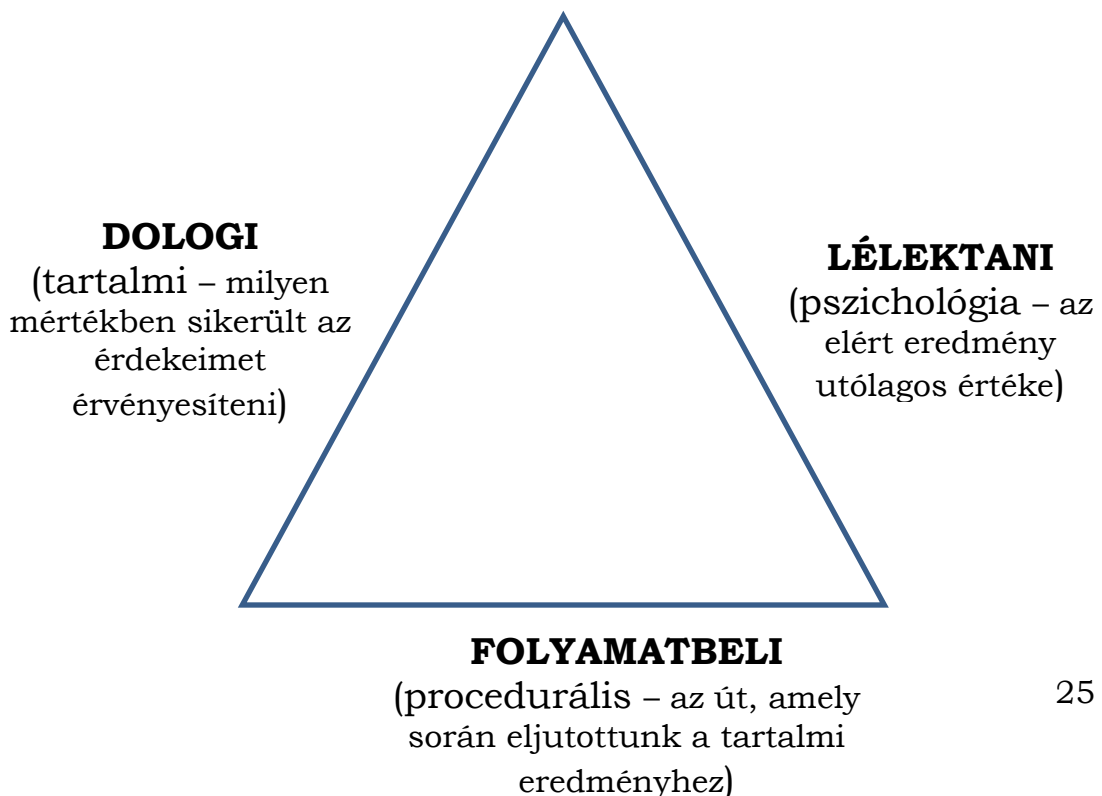 DOLOGI
(tartalmi – milyen
mértékben sikerült az
érdekeimet
érvényesíteni)
LÉLEKTANI
(pszichológia – az
elért eredmény
utólagos értéke)
FOLYAMATBELI
(procedurális – az út, amely
során eljutottunk a tartalmi
eredményhez)
25